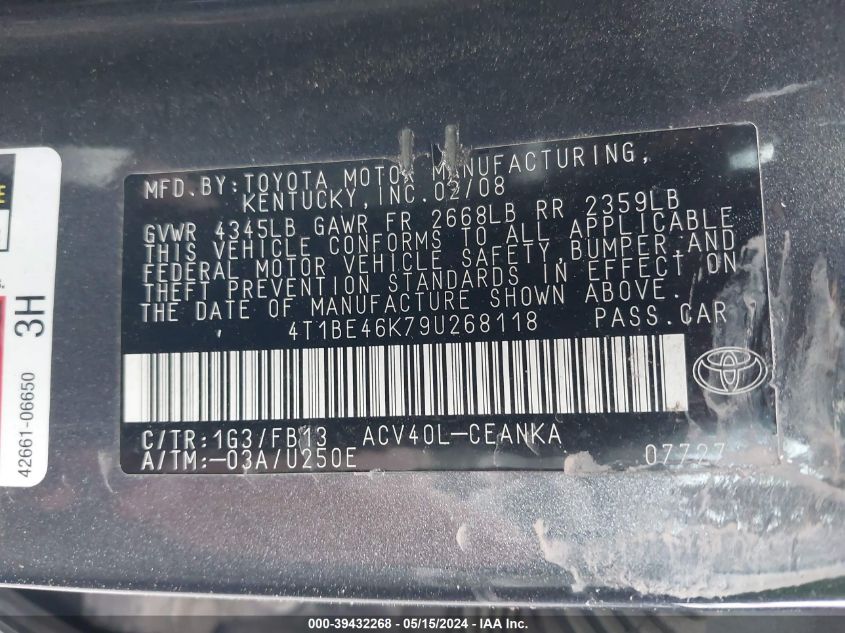 MFD. BY: TOYOTA MOTOR MANUFACTURING,
KENTUCKY, INC. 02/08
GVWR 4345LB GAWR FR 2668LB RR 2359LB
THIS VEHICLE CONFORMS TO ALL APPLICABLE
FEDERAL MOTOR VEHICLE SAFETY, BUMPER, AND
THEFT PREVENTION STANDARDS IN EFFECT ON
THE DATE OF MANUFACTURE SHOWN ABOVE.
4T1BE46K79U268118 PASS. CAR
C/TR: 1G3/FB13 ACV40L-CEANKA
A/TM: -03A/U250E 07727
42661-06650
3H
000-39432268 - 05/15/2024 - IAA Inc.